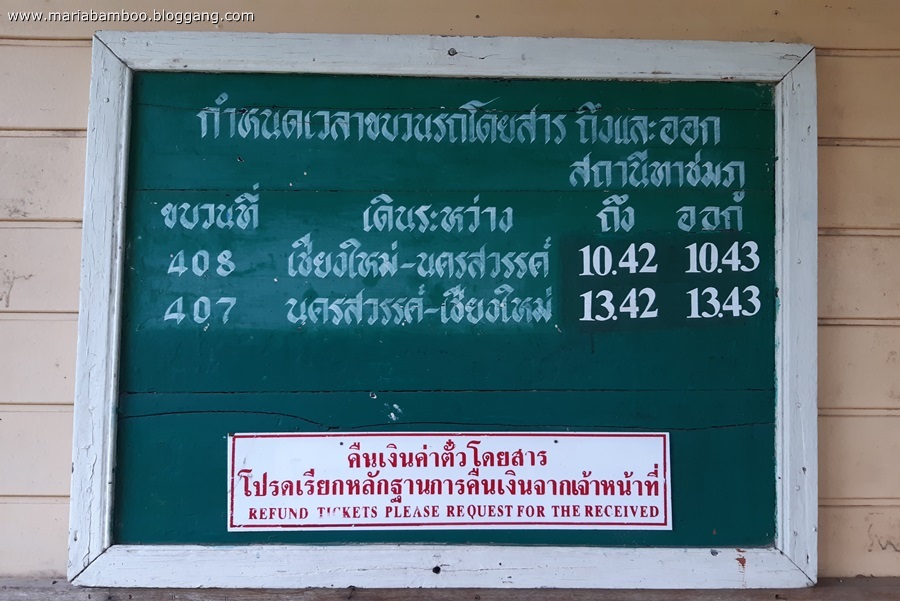 www.mariabamboo.bloggang.com
กำหนดเวลาขบวนรถโดยสาร ถึงและออก
สถานีทาชมภู
ขบวนที่ เดินระหว่าง ถึง ออก
408 เชียงใหม่-นครสวรรค์ 10.42 10.43
407 นครสวรรค์-เชียงใหม่ 13.42 13.43
คืนเงินค่าตั๋วโดยสาร
โปรดเรียกหลักฐานการคืนเงินจากเจ้าหน้าที่
REFUND TICKETS PLEASE REQUEST FOR THE RECEIVED